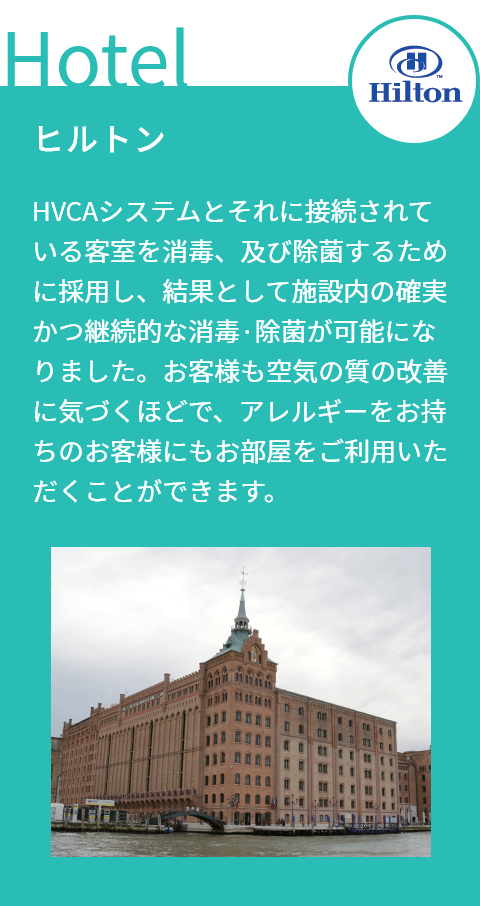 Hotel
Hilton
TM
ヒルトン
HVCAシステムとそれに接続されて
いる客室を消毒、及び除菌するため
に採用し、結果として施設内の確実
かつ継続的な消毒·除菌が可能にな
りました。お客様も空気の質の改善
に気づくほどで、アレルギーをお持
ちのお客様にもお部屋をご利用いた
だくことができます。